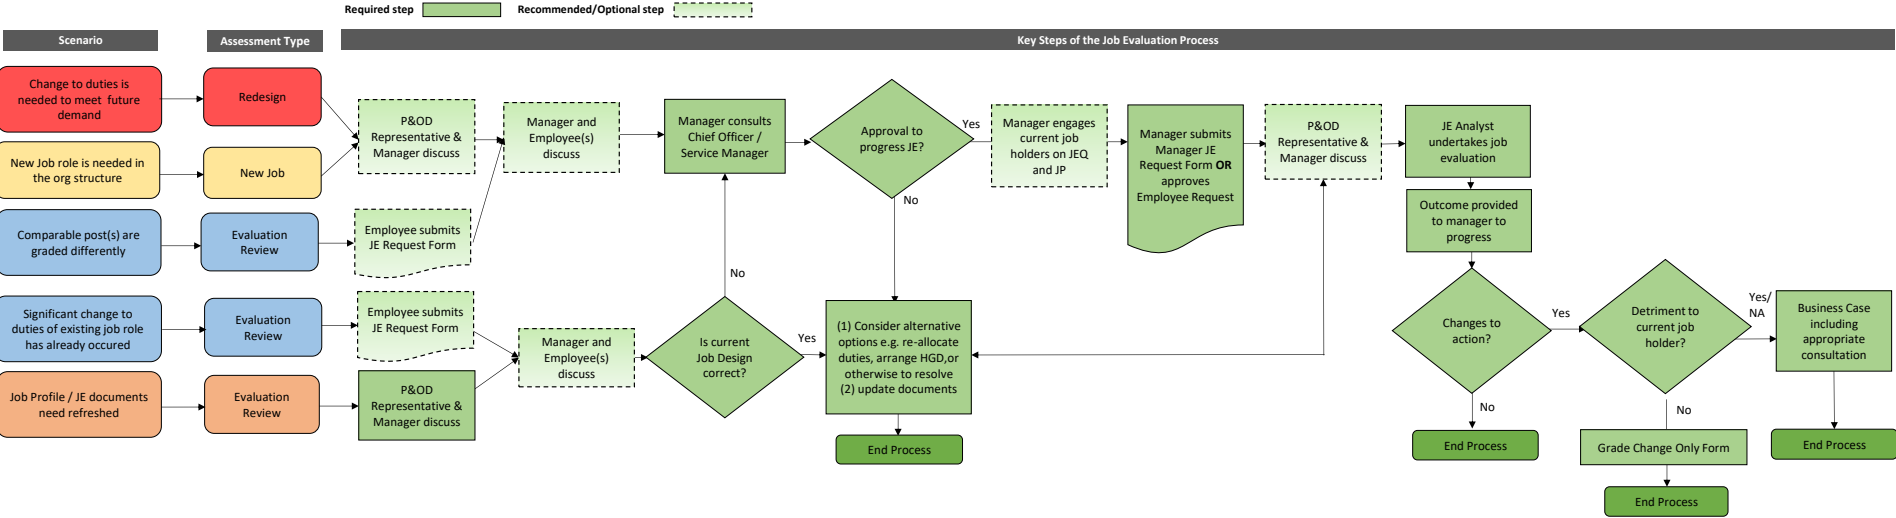 Required step
Recommended/Optional step
Scenario
Assessment Type
Key Steps of the Job Evaluation Process
Change to duties is
needed to meet future
demand
Redesign
New Job role is needed in
the org structure
New Job
P&OD
Representative &
Manager discuss
Manager and
Employee(s)
discuss
Manager consults
Chief Officer /
Service Manager
Approval to
progress JE?
Yes
No
Manager engages
current job
holders on JEQ
and JP
Manager submits
Manager JE
Request Form OR
approves
Employee Request
P&OD
Representative &
Manager discuss
JE Analyst
undertakes job
evaluation
Outcome provided
to manager to
progress
Comparable post(s) are
graded differently
Evaluation
Review
Employee submits
JE Request Form
Significant change to
duties of existing job role
has already occured
Evaluation
Review
Employee submits
JE Request Form
Manager and
Employee(s)
discuss
Is current
Job Design
correct?
No
Yes
(1) Consider alternative
options e.g. re-allocate
duties, arrange HGD,or
otherwise to resolve
(2) update documents
End Process
Changes to
action?
Yes
No
End Process
Detriment to
current job
holder?
Yes/
NA
Business Case
including
appropriate
consultation
End Process
No
Grade Change Only Form
End Process
Job Profile / JE documents
need refreshed
Evaluation
Review
P&OD
Representative &
Manager discuss